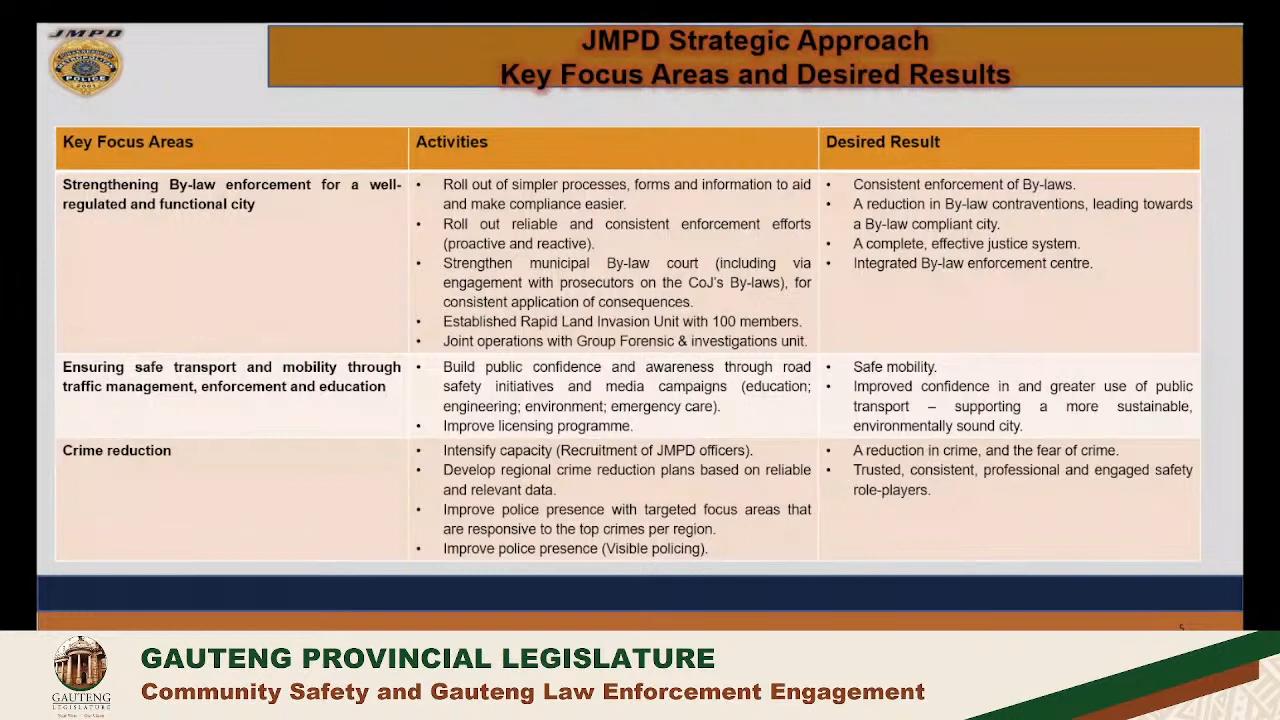 JMPD
POLICE
JMPD Strategic Approach
Key Focus Areas and Desired Results
Key Focus Areas
Activities
Desired Result
Strengthening By-law enforcement for a well-
regulated and functional city
• Roll out of simpler processes, forms and information to aid
and make compliance easier.
• Roll out reliable and consistent enforcement efforts
(proactive and reactive).
• Strengthen municipal By-law court (including via
engagement with prosecutors on the CoJ's By-laws), for
consistent application of consequences.
• Established Rapid Land Invasion Unit with 100 members.
• Joint operations with Group Forensic & investigations unit.
• Consistent enforcement of By-laws.
• A reduction in By-law contraventions, leading towards
a By-law compliant city.
• A complete, effective justice system.
• Integrated By-law enforcement centre.
Ensuring safe transport and mobility through
traffic management, enforcement and education
• Build public confidence and awareness through road
safety initiatives and media campaigns (education;
engineering; environment; emergency care).
• Improve licensing programme.
• Safe mobility.
• Improved confidence in and greater use of public
transport – supporting a more sustainable,
environmentally sound city.
Crime reduction
• Intensify capacity (Recruitment of JMPD officers).
• Develop regional crime reduction plans based on reliable
and relevant data.
• Improve police presence with targeted focus areas that
are responsive to the top crimes per region.
• Improve police presence (Visible policing).
• A reduction in crime, and the fear of crime.
• Trusted, consistent, professional and engaged safety
role-players.
5
GAUTENG
LEGISLATURE
GAUTENG PROVINCIAL LEGISLATURE
Community Safety and Gauteng Law Enforcement Engagement